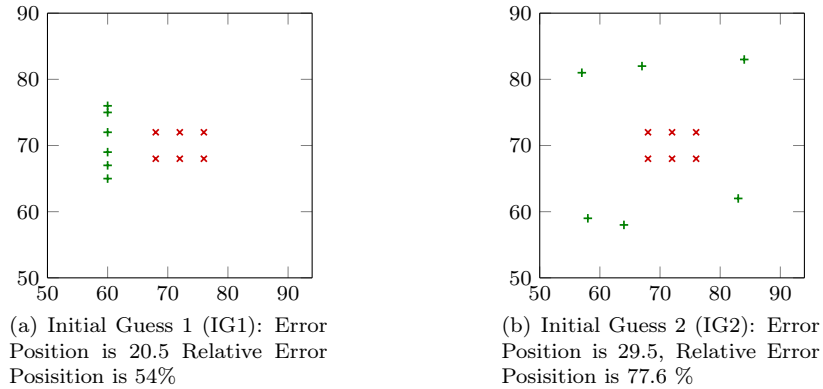 90
80
70
60
50
50 60 70 80 90
(a) Initial Guess 1 (IG1): Error
Position is 20.5 Relative Error
Posisition is 54%
90
80
70
60
50
50 60 70 80 90
(b) Initial Guess 2 (IG2): Error
Position is 29.5, Relative Error
Posisition is 77.6 %